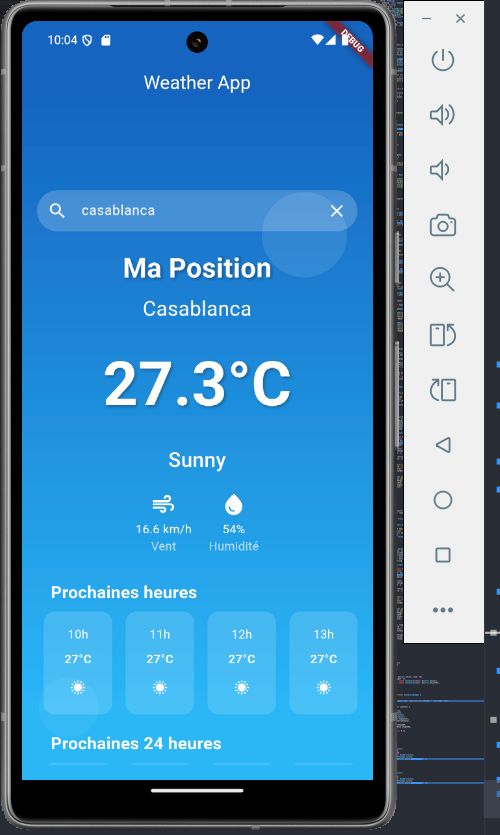 10:04
DEBUG
Weather App
casablanca
Ma Position
Casablanca
27.3°C
Sunny
16.6 km/h 54%
Vent Humidité
Prochaines heures
10h 11h 12h 13h
27°C 27°C 27°C 27°C
Prochaines 24 heures